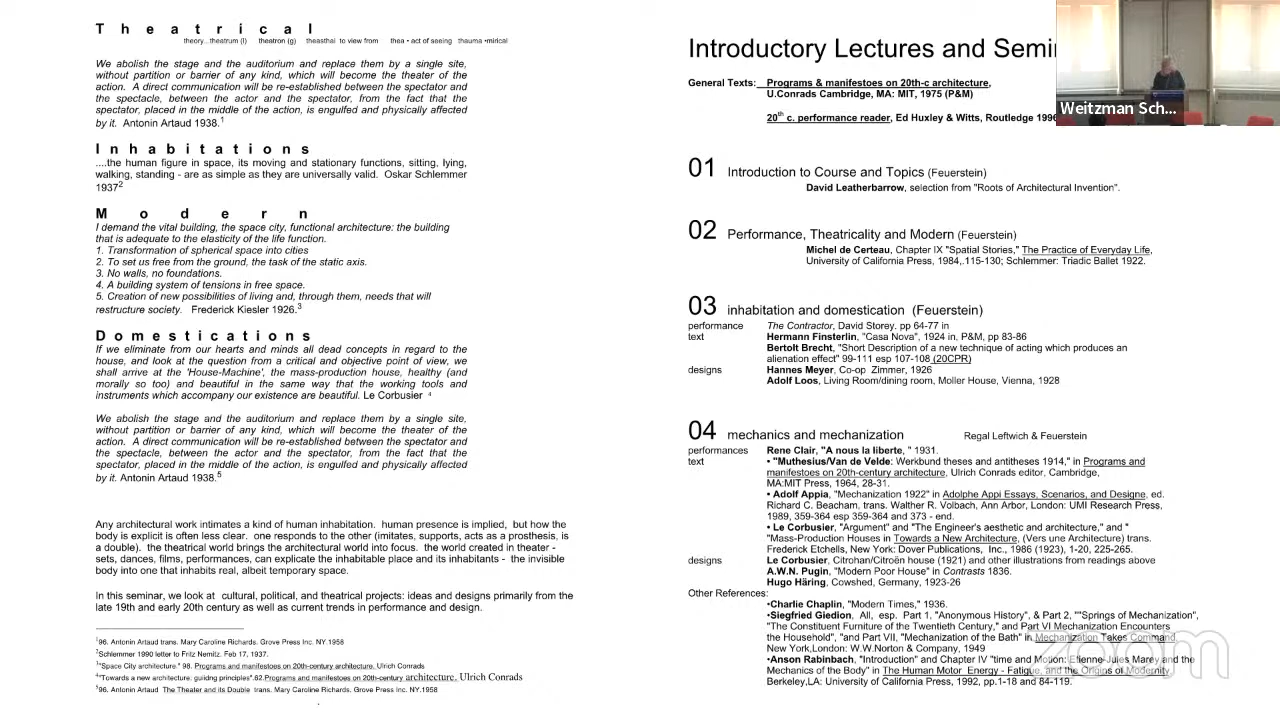 T h e a t r i c a l
theory...theatrum (l) theatron (g) theasthai to view from thea • act of seeing thauma •mirical
We abolish the stage and the auditorium and replace them by a single site,
without partition or barrier of any kind, which will become the theater of the
action. A direct communication will be re-established between the spectator and
the spectacle, between the actor and the spectator, from the fact that the
spectator, placed in the middle of the action, is engulfed and physically affected
by it. Antonin Artaud 1938.1
I n h a b i t a t i o n s
....the human figure in space, its moving and stationary functions, sitting, lying,
walking, standing - are as simple as they are universally valid. Oskar Schlemmer
19372
M o d e r n
I demand the vital building, the space city, functional architecture: the building
that is adequate to the elasticity of the life function.
1. Transformation of spherical space into cities
2. To set us free from the ground, the task of the static axis.
3. No walls, no foundations.
4. A building system of tensions in free space.
5. Creation of new possibilities of living and, through them, needs that will
restructure society. Frederick Kiesler 1926.3
D o m e s t i c a t i o n s
If we eliminate from our hearts and minds all dead concepts in regard to the
house, and look at the question from a critical and objective point of view, we
shall arrive at the 'House-Machine', the mass-production house, healthy (and
morally so too) and beautiful in the same way that the working tools and
instruments which accompany our existence are beautiful. Le Corbusier 4
We abolish the stage and the auditorium and replace them by a single site,
without partition or barrier of any kind, which will become the theater of the
action. A direct communication will be re-established between the spectator and
the spectacle, between the actor and the spectator, from the fact that the
spectator, placed in the middle of the action, is engulfed and physically affected
by it. Antonin Artaud 1938.5
Any architectural work intimates a kind of human inhabitation. human presence is implied, but how the
body is explicit is often less clear. one responds to the other (imitates, supports, acts as a prosthesis, is
a double). the theatrical world brings the architectural world into focus. the world created in theater -
sets, dances, films, performances, can explicate the inhabitable place and its inhabitants - the invisible
body into one that inhabits real, albeit temporary space.
In this seminar, we look at cultural, political, and theatrical projects: ideas and designs primarily from the
late 19th and early 20th century as well as current trends in performance and design.
196. Antonin Artaud trans. Mary Caroline Richards. Grove Press Inc. NY.1958
2Schlemmer 1990 letter to Fritz Nemitz. Feb 17, 1937.
3"Space City architecture." 98. Programs and manifestoes on 20th-century architecture, Ulrich Conrads
4"Towards a new architecture: guiding principles".62.Programs and manifestoes on 20th-century architecture. Ulrich Conrads
596. Antonin Artaud The Theater and its Double trans. Mary Caroline Richards. Grove Press Inc. NY.1958
Introductory Lectures and Semi
General Texts: Programs & manifestoes on 20th-c architecture,
U.Conrads Cambridge, MA: MIT, 1975 (P&M)
20th c. performance reader, Ed Huxley & Witts, Routledge 1996
Weitzman Sch...
01 Introduction to Course and Topics (Feuerstein)
David Leatherbarrow, selection from "Roots of Architectural Invention".
02 Performance, Theatricality and Modern (Feuerstein)
Michel de Certeau, Chapter IX "Spatial Stories," The Practice of Everyday Life,
University of California Press, 1984,.115-130; Schlemmer: Triadic Ballet 1922.
03 inhabitation and domestication (Feuerstein)
performance The Contractor, David Storey. pp 64-77 in
text Hermann Finsterlin, "Casa Nova", 1924 in. P&M, pp 83-86
Bertolt Brecht, "Short Description of a new technique of acting which produces an
alienation effect" 99-111 esp 107-108 (20CPR)
designs Hannes Meyer, Co-op Zimmer, 1926
Adolf Loos, Living Room/dining room, Moller House, Vienna, 1928
04 mechanics and mechanization Regal Leftwich & Feuerstein
performances Rene Clair, "A nous la liberte, " 1931.
text • "Muthesius/Van de Velde: Werkbund theses and antitheses 1914," in Programs and
manifestoes on 20th-century architecture, Ulrich Conrads editor, Cambridge,
MA:MIT Press, 1964, 28-31.
• Adolf Appia, "Mechanization 1922" in Adolphe Appi Essays, Scenarios, and Designe, ed.
Richard C. Beacham, trans. Walther R. Volbach, Ann Arbor, London: UMI Research Press,
1989, 359-364 esp 359-364 and 373 - end.
• Le Corbusier, "Argument" and "The Engineer's aesthetic and architecture," and "
"Mass-Production Houses in Towards a New Architecture, (Vers une Architecture) trans.
Frederick Etchells, New York: Dover Publications, Inc., 1986 (1923), 1-20, 225-265.
designs Le Corbusier, Citrohan/Citroën house (1921) and other illustrations from readings above
A.W.N. Pugin, "Modern Poor House" in Contrasts 1836.
Hugo Häring, Cowshed, Germany, 1923-26
Other References:
•Charlie Chaplin, "Modern Times," 1936.
•Siegfried Giedion, All, esp. Part 1, "Anonymous History", & Part 2, ""Springs of Mechanization",
"The Constituent Furniture of the Twentieth Century," and Part VI Mechanization Encounters
the Household", "and Part VII, "Mechanization of the Bath" in Mechanization Takes Command,
New York,London: W.W.Norton & Company, 1949
•Anson Rabinbach, "Introduction" and Chapter IV "time and Motion: Etienne-Jules Marey and the
Mechanics of the Body" in The Human Motor Energy - Fatigue, and the Origins of Modernity,
Berkeley,LA: University of California Press, 1992, pp.1-18 and 84-119.
zoom